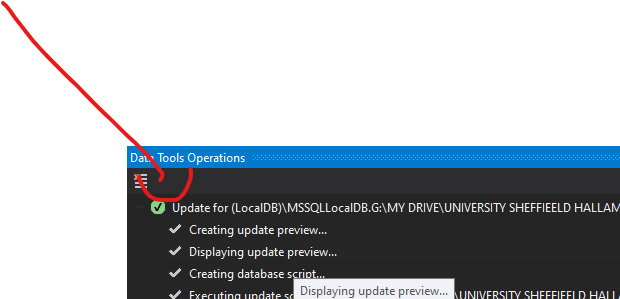 Data Tools Operations
Update for (LocalDB)\MSSQLLocalDB.G:\MY DRIVE\UNIVERSITY SHEFFIEELD HALLAM
Creating update preview...
Displaying update preview...
Creating database script...
Executing update sc
\UNIVERSITY SHEFFIEELD HALL
Displaying update preview...